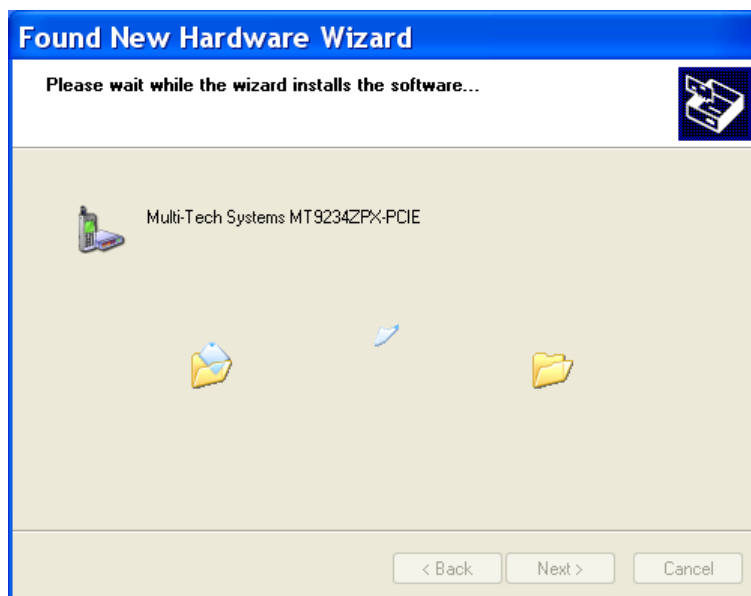 Found New Hardware Wizard
Please wait while the wizard installs the software...
Multi-Tech Systems MT9234ZPX-PCIE
< Back
Next >
Cancel